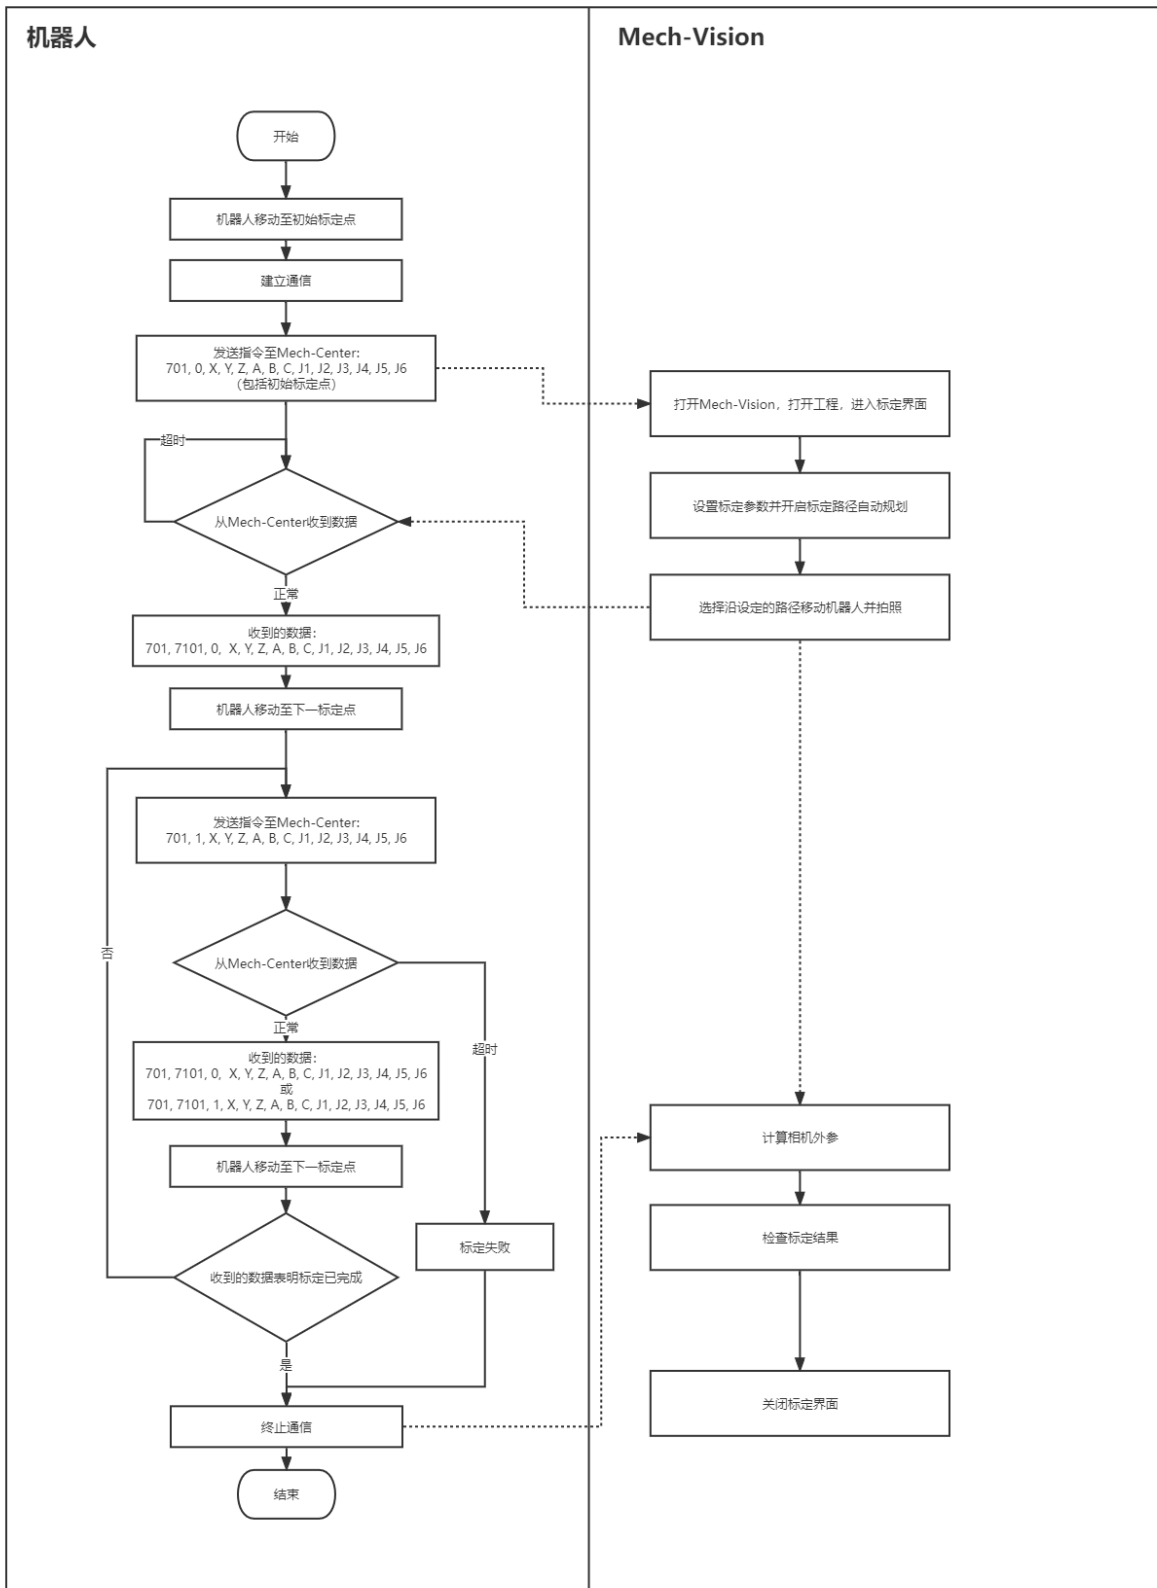 机器人
开始
机器人移动至初始标定点
建立通信
发送指令至Mech-Center:
701, 0, X, Y, Z, A, B, C, J1, J2, J3, J4, J5, J6
（包括初始标定点）
超时
从Mech-Center收到数据
正常
收到的数据：
701, 7101, 0, X, Y, Z, A, B, C, J1, J2, J3, J4, J5, J6
机器人移动至下一标定点
发送指令至Mech-Center:
701, 1, X, Y, Z, A, B, C, J1, J2, J3, J4, J5, J6
否
从Mech-Center收到数据
正常
超时
收到的数据：
701, 7101, 0, X, Y, Z, A, B, C, J1, J2, J3, J4, J5, J6
或
701, 7101, 1, X, Y, Z, A, B, C, J1, J2, J3, J4, J5, J6
机器人移动至下一标定点
标定失败
收到的数据表明标定已完成
是
终止通信
结束
Mech-Vision
打开Mech-Vision，打开工程，进入标定界面
设置标定参数并开启标定路径自动规划
选择沿设定的路径移动机器人并拍照
计算相机外参
检查标定结果
关闭标定界面